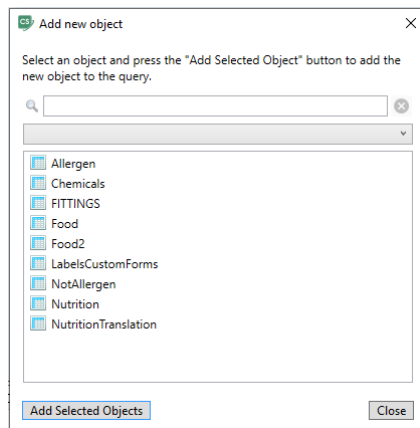 CS Add new object
Select an object and press the "Add Selected Object" button to add the
new object to the query.
Allergen
Chemicals
FITTINGS
Food
Food2
LabelsCustomForms
NotAllergen
Nutrition
NutritionTranslation
Add Selected Objects
Close